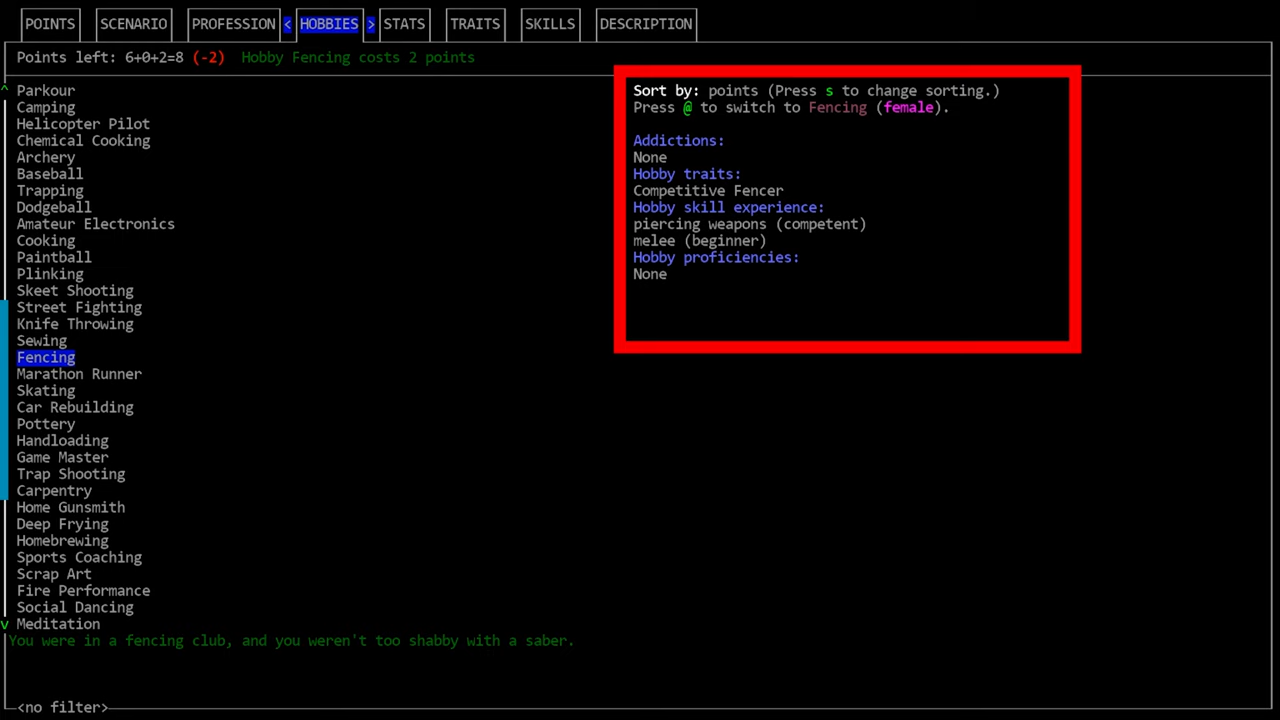 POINTS SCENARIO PROFESSION < HOBBIES > STATS TRAITS SKILLS DESCRIPTION
Points left: 6+0+2=8 (-2) Hobby Fencing costs 2 points
^ Parkour
Camping
Helicopter Pilot
Chemical Cooking
Archery
Baseball
Trapping
Dodgeball
Amateur Electronics
Cooking
Paintball
Plinking
Skeet Shooting
Street Fighting
Knife Throwing
Sewing
Fencing
Marathon Runner
Skating
Car Rebuilding
Pottery
Handloading
Game Master
Trap Shooting
Carpentry
Home Gunsmith
Deep Frying
Homebrewing
Sports Coaching
Scrap Art
Fire Performance
Social Dancing
v Meditation
Sort by: points (Press s to change sorting.)
Press @ to switch to Fencing (female).
Addictions:
None
Hobby traits:
Competitive Fencer
Hobby skill experience:
piercing weapons (competent)
melee (beginner)
Hobby proficiencies:
None
You were in a fencing club, and you weren't too shabby with a saber.
<no filter>